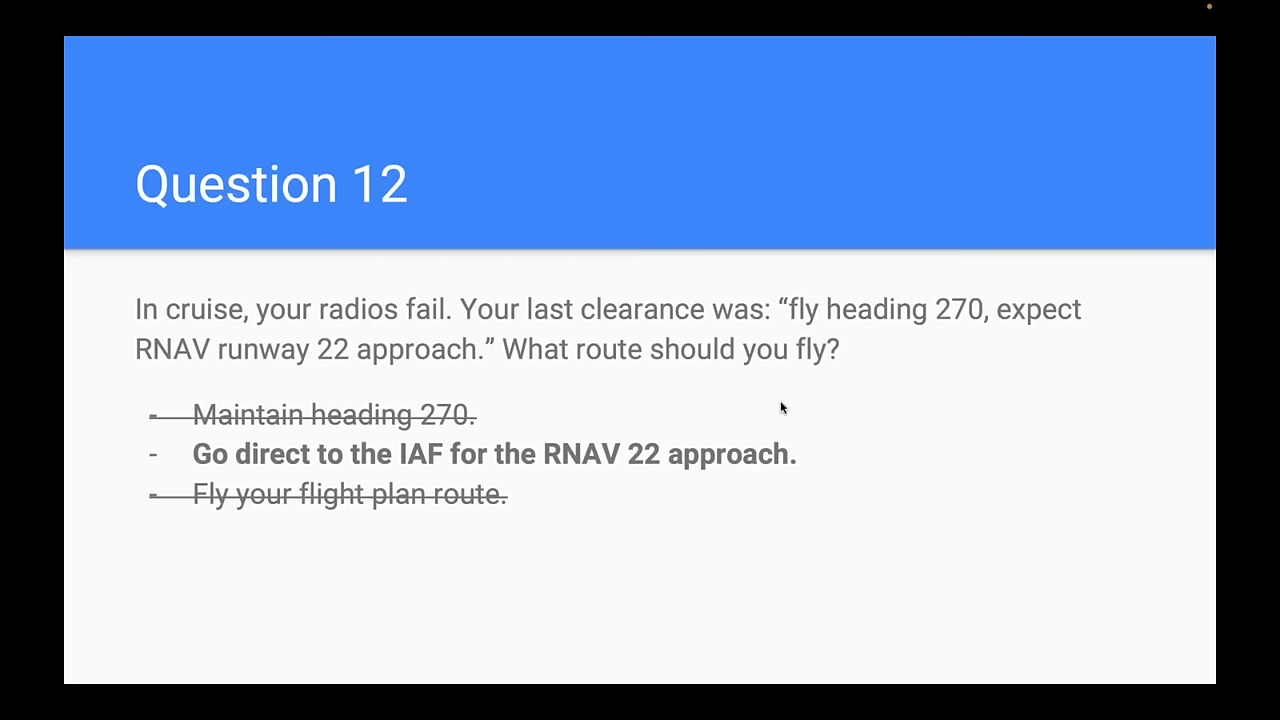 Question 12
In cruise, your radios fail. Your last clearance was: “fly heading 270, expect
RNAV runway 22 approach.” What route should you fly?
- Maintain heading 270.
- Go direct to the IAF for the RNAV 22 approach.
- Fly your flight plan route.